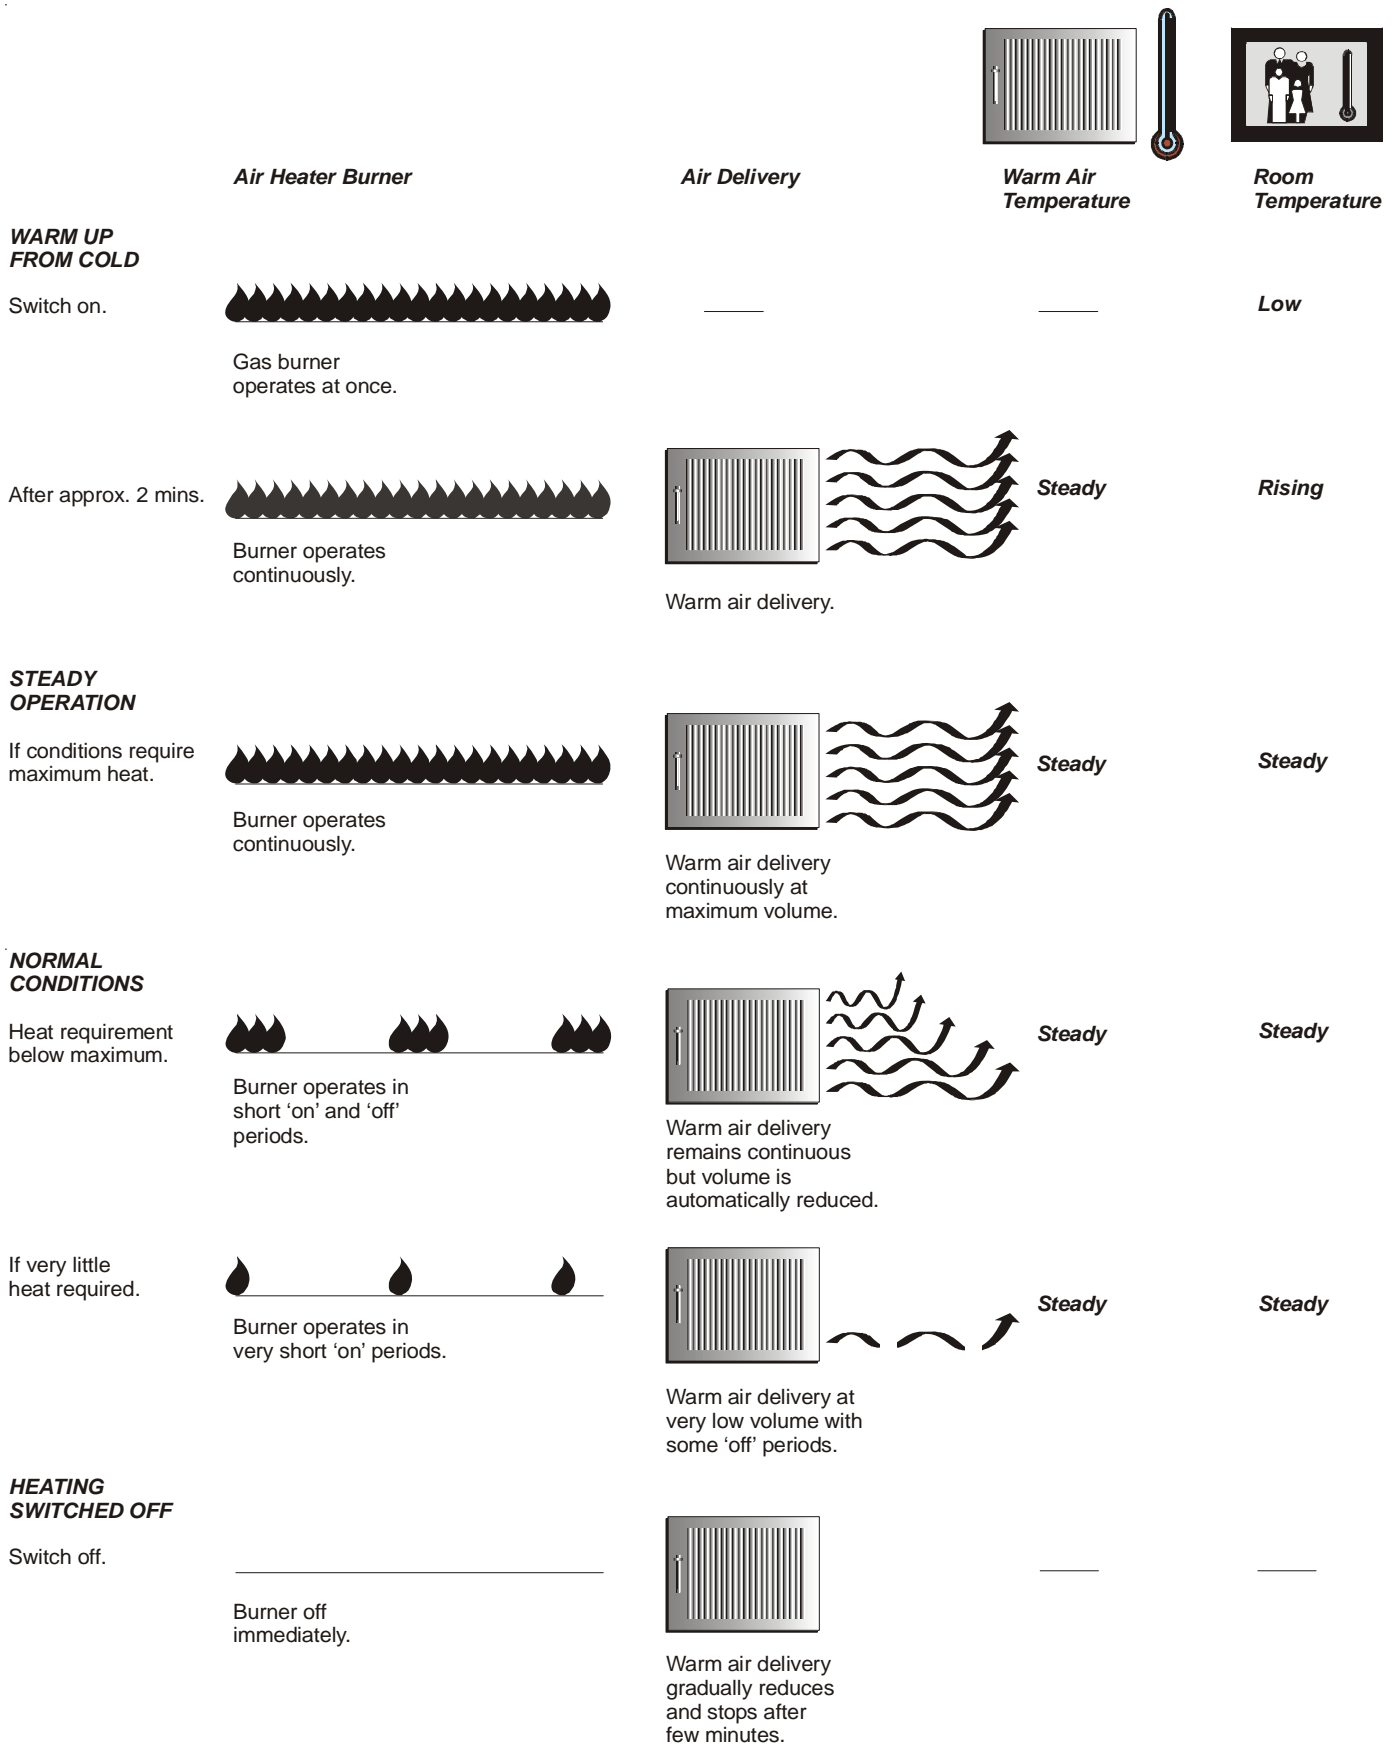 Air Heater Burner
Air Delivery
Warm Air
Temperature
Room
Temperature
WARM UP
FROM COLD
Switch on.
Low
Gas burner
operates at once.
After approx. 2 mins.
Steady
Rising
Burner operates
continuously.
Warm air delivery.
STEADY
OPERATION
If conditions require
maximum heat.
Steady
Steady
Burner operates
continuously.
Warm air delivery
continuously at
maximum volume.
NORMAL
CONDITIONS
Heat requirement
below maximum.
Steady
Steady
Burner operates in
short ‘on’ and ‘off’
periods.
Warm air delivery
remains continuous
but volume is
automatically reduced.
If very little
heat required.
Steady
Steady
Burner operates in
very short ‘on’ periods.
Warm air delivery at
very low volume with
some ‘off’ periods.
HEATING
SWITCHED OFF
Switch off.
Burner off
immediately.
Warm air delivery
gradually reduces
and stops after
few minutes.